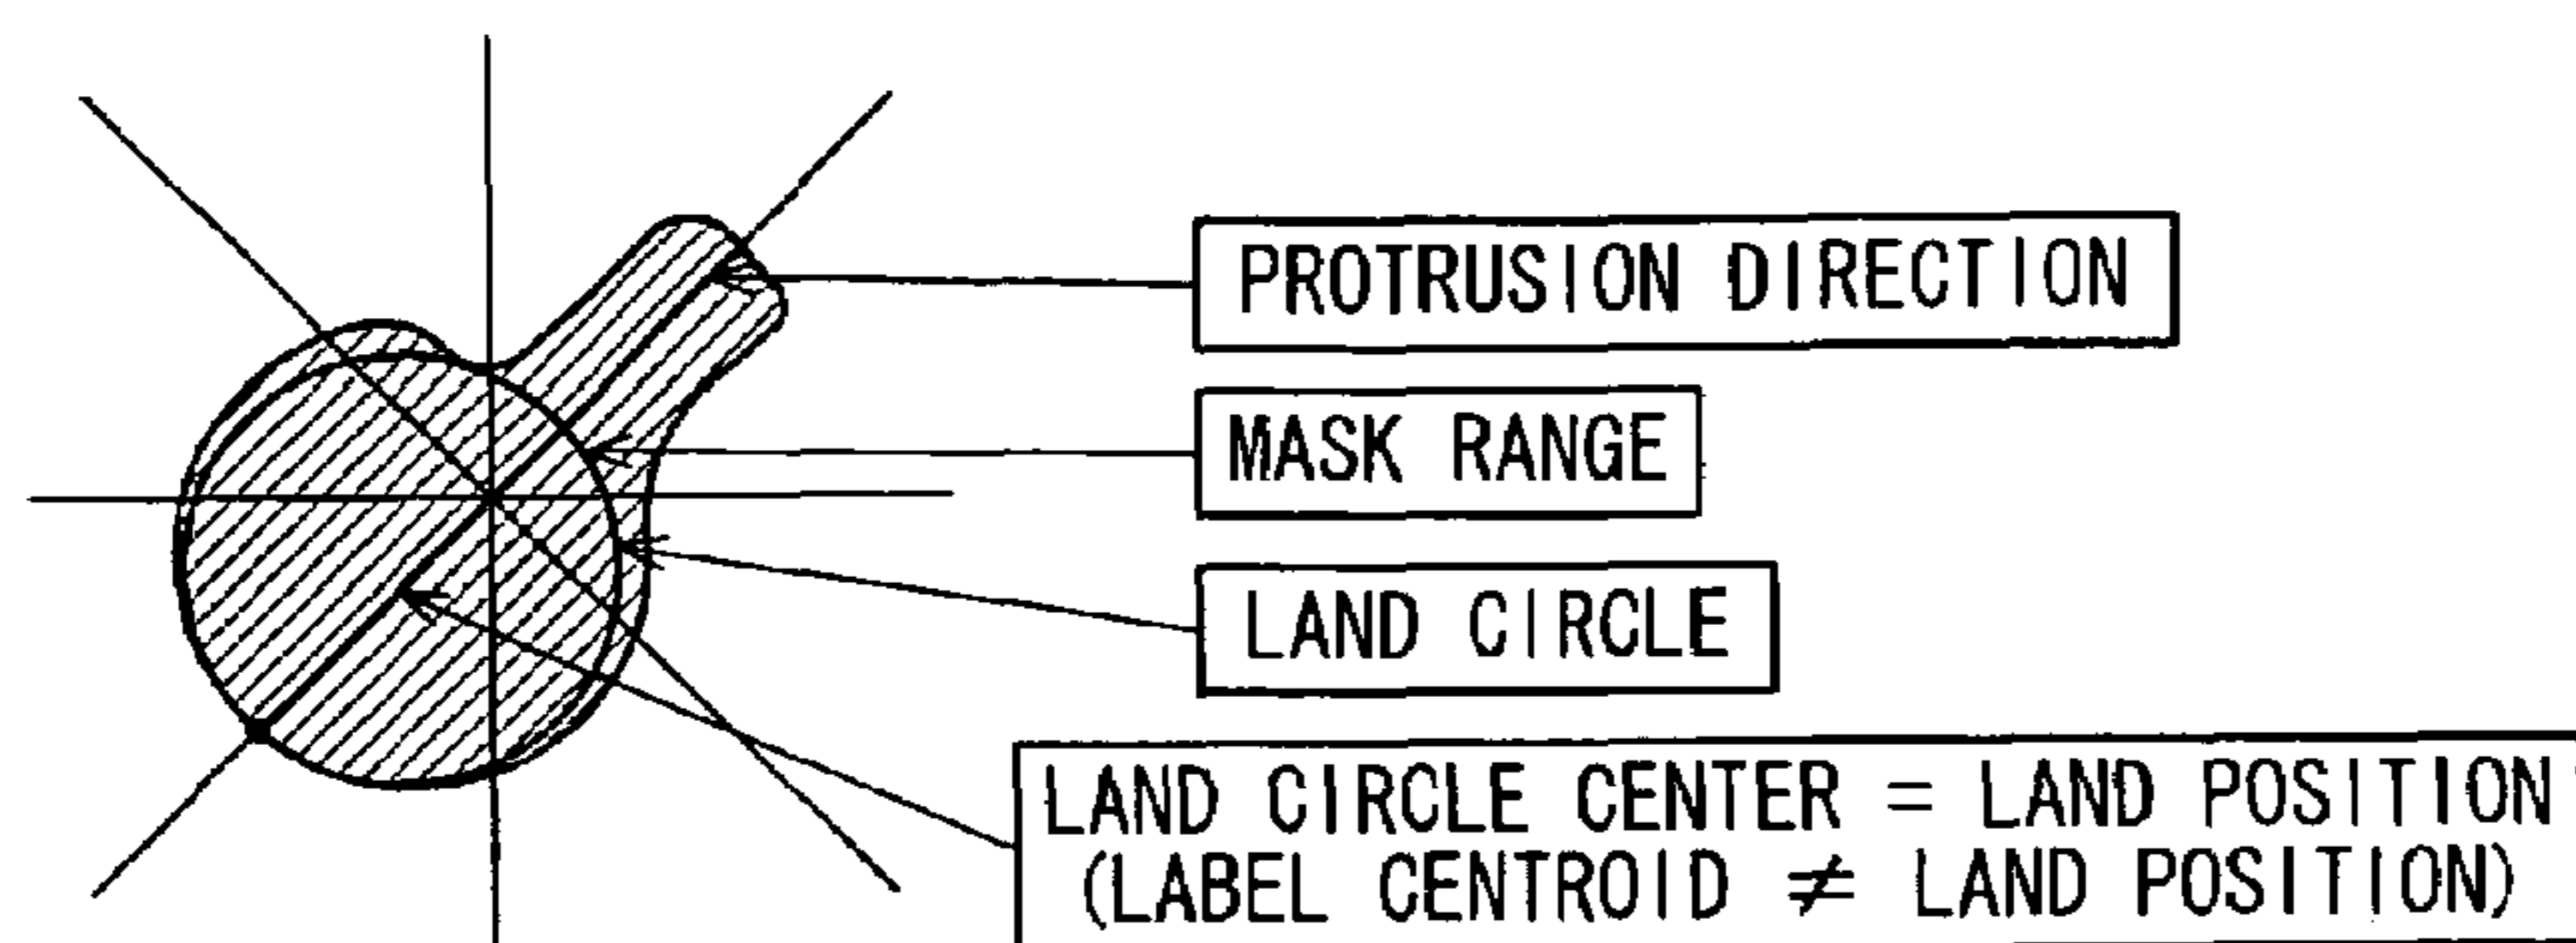 PROTRUSION DIRECTION
MASK RANGE
LAND CIRCLE
LAND CIRCLE CENTER = LAND POSITION
(LABEL CENTROID ≠ LAND POSITION)